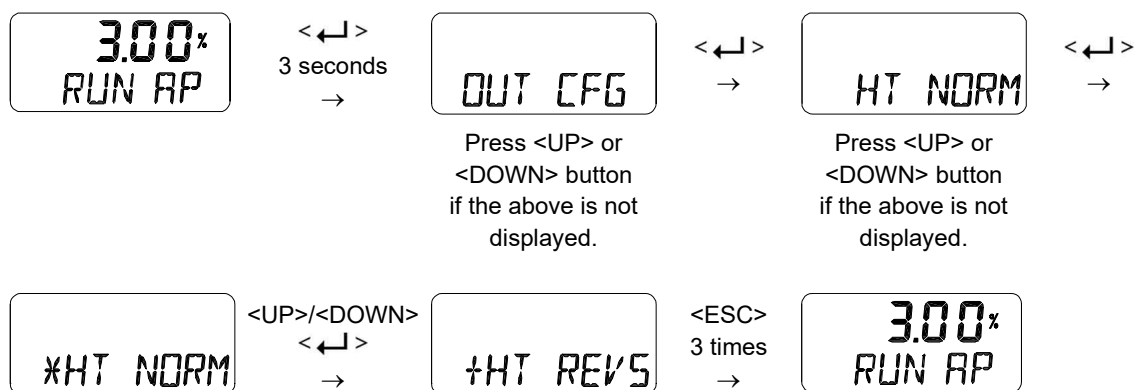 3.00%
RUN AP
< ↵ >
3 seconds
→
OUT CFG
Press <UP> or
<DOWN> button
if the above is not
displayed.
< ↵ >
→
HT NORM
Press <UP> or
<DOWN> button
if the above is not
displayed.
< ↵ >
→
*HT NORM
<UP>/<DOWN>
< ↵ >
→
+HT REVS
<ESC>
3 times
→
3.00%
RUN AP